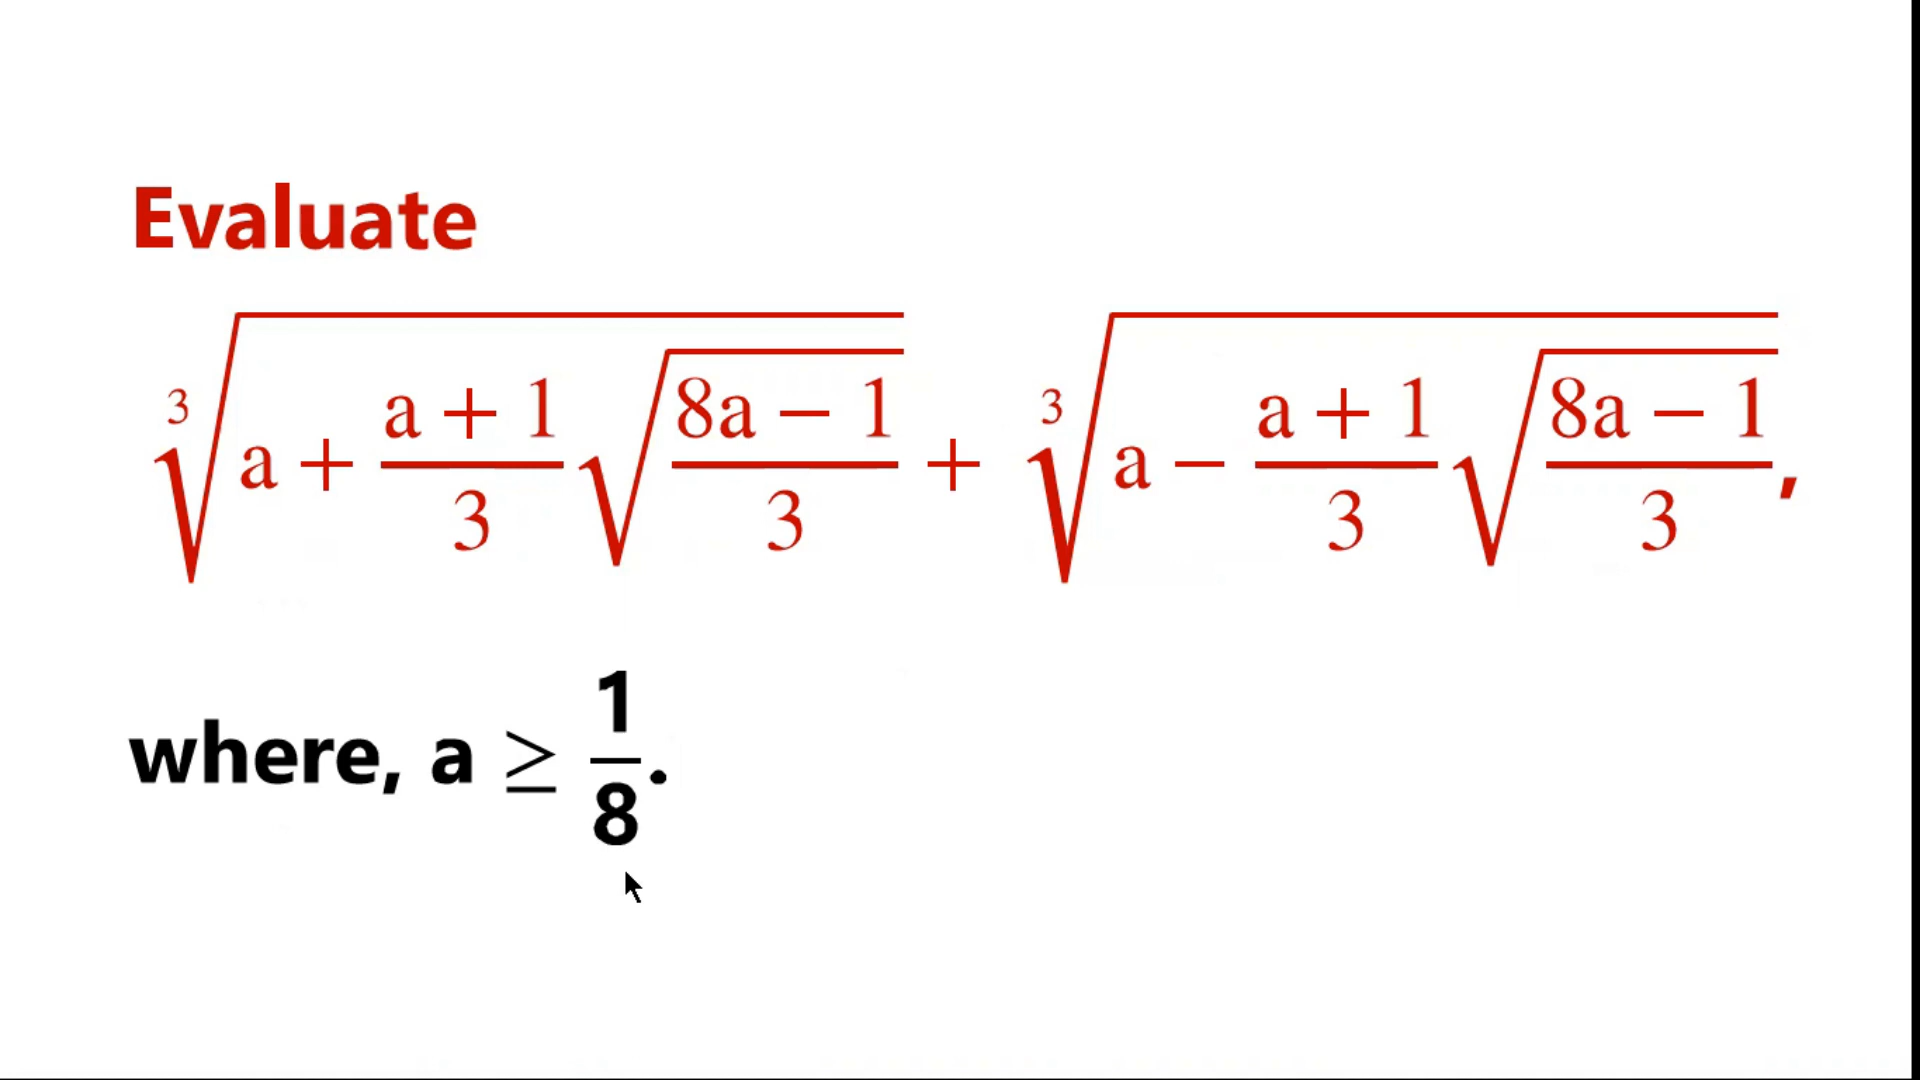 Evaluate
∛(a + (a + 1)/3 √((8a − 1)/3)) + ∛(a − (a + 1)/3 √((8a − 1)/3)),
where, a ≥ 1/8.